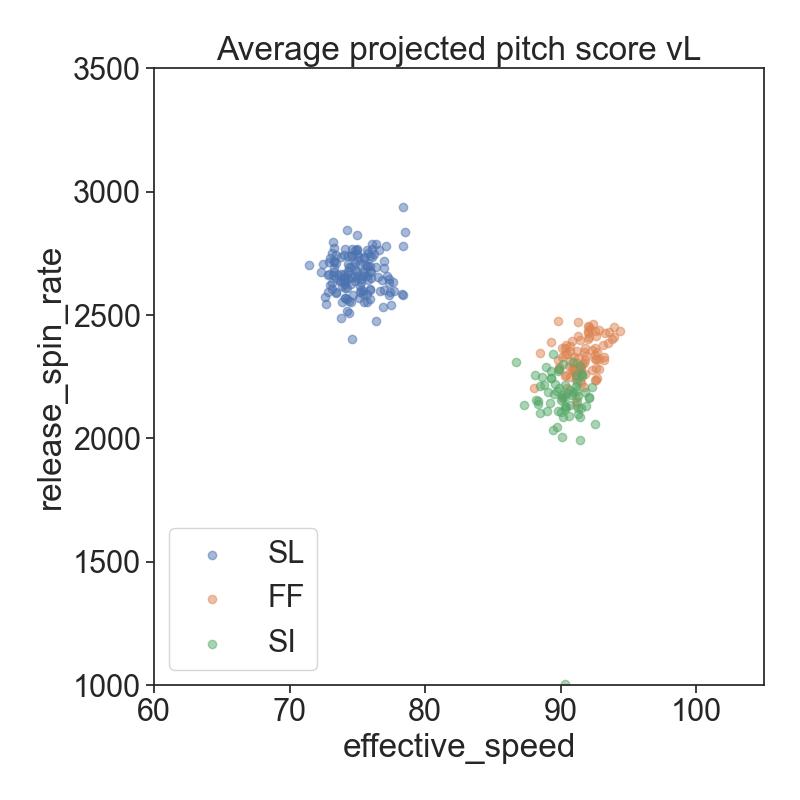 Average projected pitch score vL
3500
3000
2500
2000
1500
1000
release_spin_rate
SL
FF
SI
60 70 80 90 100
effective_speed